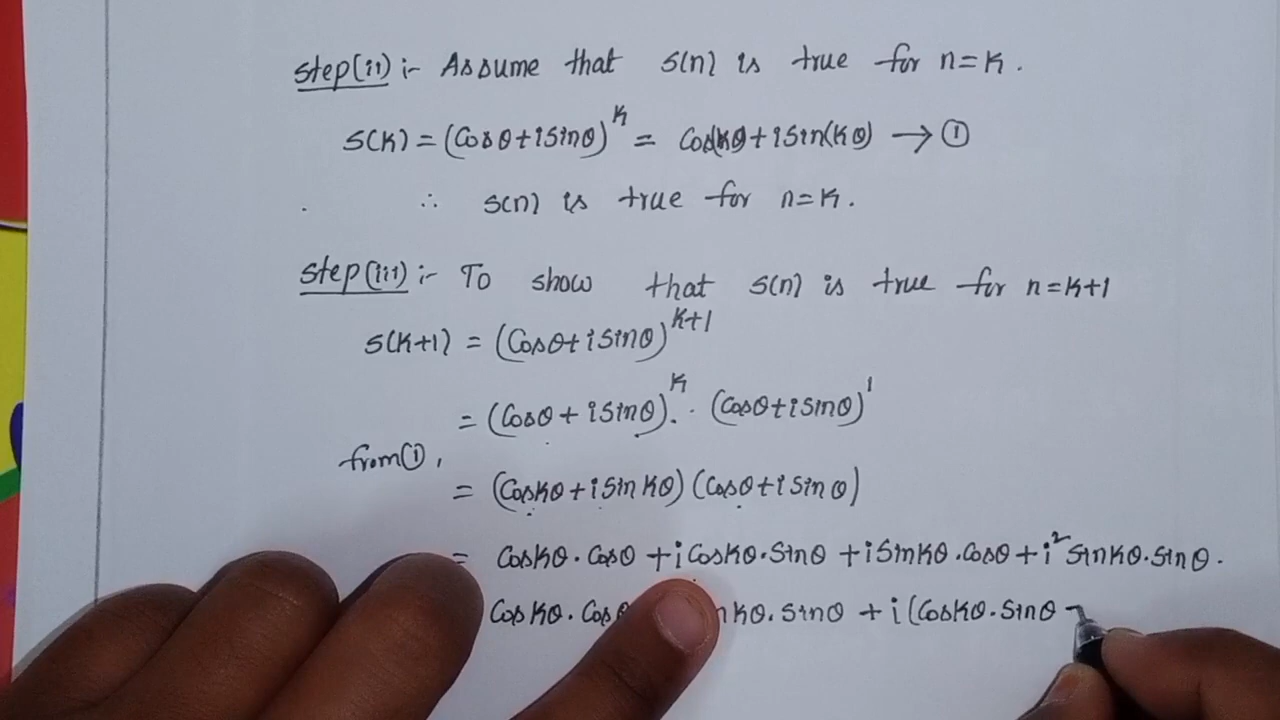 Step(ii) :- Assume that S(n) is true for n=K.
S(K) = (Cosθ+isinθ)^K = Cos(Kθ)+isin(Kθ) → ①
∴ S(n) is true for n=K.
Step(iii) :- To show that S(n) is true for n=K+1
S(K+1) = (Cosθ+isinθ)^K+1
= (Cosθ+isinθ)^K · (Cosθ+isinθ)^1
from①,
= (CosKθ+isinKθ)(Cosθ+isinθ)
= CosKθ.Cosθ +iCosKθ.Sinθ +iSinKθ.Cosθ+i² SinKθ.Sinθ.
CosKθ.Cos Kθ.Sinθ + i(CosKθ.Sinθ